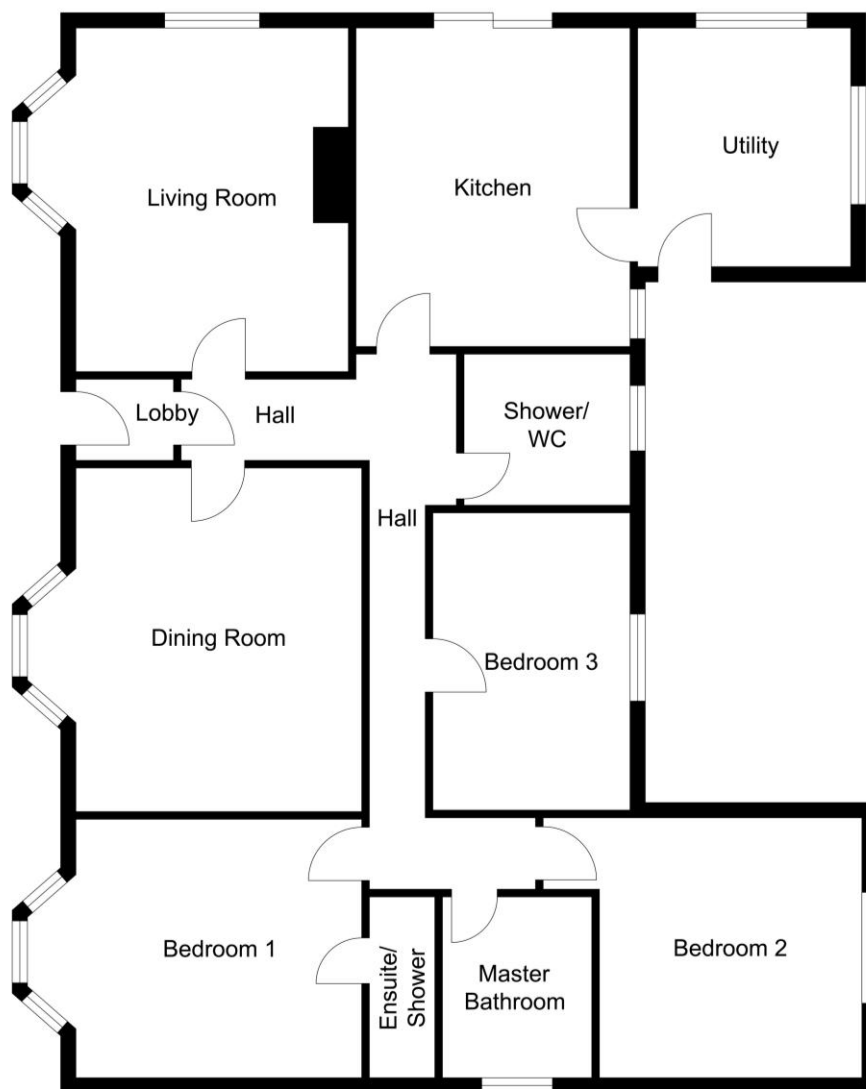 Living Room
Kitchen
Utility
Lobby
Hall
Shower/
WC
Hall
Dining Room
Bedroom 3
Bedroom 1
Ensuite/
Shower
Master
Bathroom
Bedroom 2